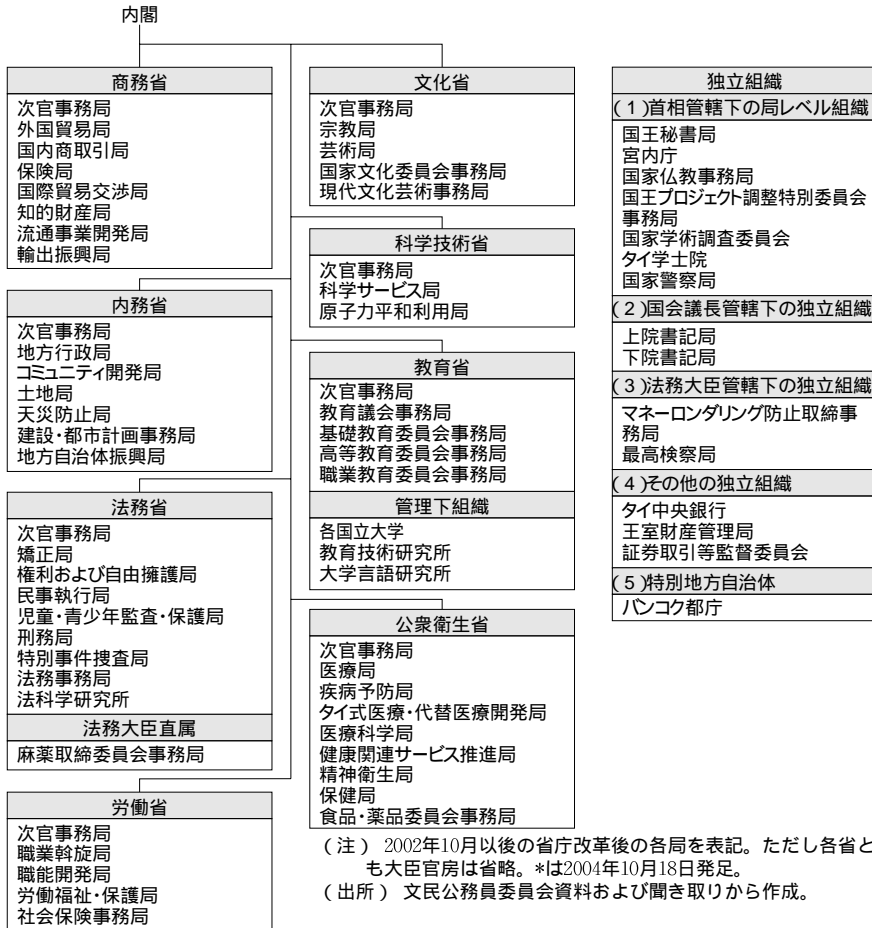 内閣
商務省
次官事務局
外国貿易局
国内商取引局
保険局
国際貿易交渉局
知的財産局
流通事業開発局
輸出振興局
内務省
次官事務局
地方行政局
コミュニティ開発局
土地局
天災防止局
建設・都市計画事務局
地方自治体振興局
法務省
次官事務局
矯正局
権利および自由擁護局
民事執行局
児童・青少年監査・保護局
刑務局
特別事件捜査局
法務事務局
法科学研究所
法務大臣直属
麻薬取締委員会事務局
労働省
次官事務局
職業斡旋局
職能開発局
労働福祉・保護局
社会保険事務局
文化省
次官事務局
宗教局
芸術局
国家文化委員会事務局
現代文化芸術事務局
科学技術省
次官事務局
科学サービス局
原子力平和利用局
教育省
次官事務局
教育議会事務局
基礎教育委員会事務局
高等教育委員会事務局
職業教育委員会事務局
管理下組織
各国立大学
教育技術研究所
大学言語研究所
公衆衛生省
次官事務局
医療局
疾病予防局
タイ式医療・代替医療開発局
医療科学局
健康関連サービス推進局
精神衛生局
保健局
食品・薬品委員会事務局
独立組織
(1)首相管轄下の局レベル組織
国王秘書局
宮内庁
国家仏教事務局
国王プロジェクト調整特別委員会
事務局
国家学術調査委員会
タイ学士院
国家警察局
(2)国会議長管轄下の独立組織
上院書記局
下院書記局
(3)法務大臣管轄下の独立組織
マネーロンダリング防止取締事
務局
最高検察局
(4)その他の独立組織
タイ中央銀行
王室財産管理局
証券取引等監督委員会
(5)特別地方自治体
バンコク都庁
(注) 2002年10月以後の省庁改革後の各局を表記。ただし各省と
も大臣官房は省略。*は2004年10月18日発足。
(出所) 文民公務員委員会資料および聞き取りから作成。